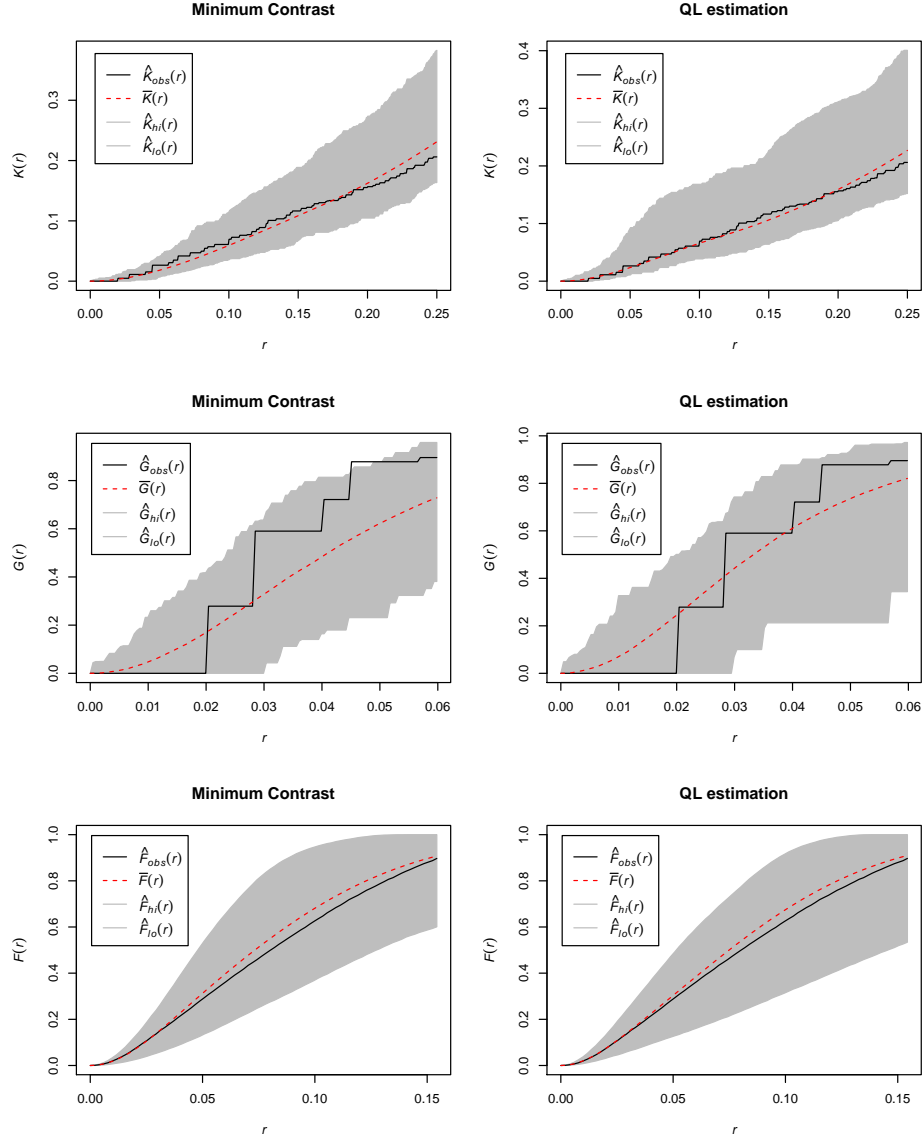 Minimum Contrast
K̂obs(r)
K̄(r)
K̂hi(r)
K̂lo(r)
K(r)
0.0 0.1 0.2 0.3
0.00 0.05 0.10 0.15 0.20 0.25
r
QL estimation
K̂obs(r)
K̄(r)
K̂hi(r)
K̂lo(r)
K(r)
0.0 0.1 0.2 0.3 0.4
0.00 0.05 0.10 0.15 0.20 0.25
r
Minimum Contrast
Ĝobs(r)
Ḡ(r)
Ĝhi(r)
Ĝlo(r)
G(r)
0.0 0.2 0.4 0.6 0.8
0.00 0.01 0.02 0.03 0.04 0.05 0.06
r
QL estimation
Ĝobs(r)
Ḡ(r)
Ĝhi(r)
Ĝlo(r)
G(r)
0.0 0.2 0.4 0.6 0.8 1.0
0.00 0.01 0.02 0.03 0.04 0.05 0.06
r
Minimum Contrast
F̂obs(r)
F̄(r)
F̂hi(r)
F̂lo(r)
F(r)
0.0 0.2 0.4 0.6 0.8 1.0
0.00 0.05 0.10 0.15
r
QL estimation
F̂obs(r)
F̄(r)
F̂hi(r)
F̂lo(r)
F(r)
0.0 0.2 0.4 0.6 0.8 1.0
0.00 0.05 0.10 0.15
r